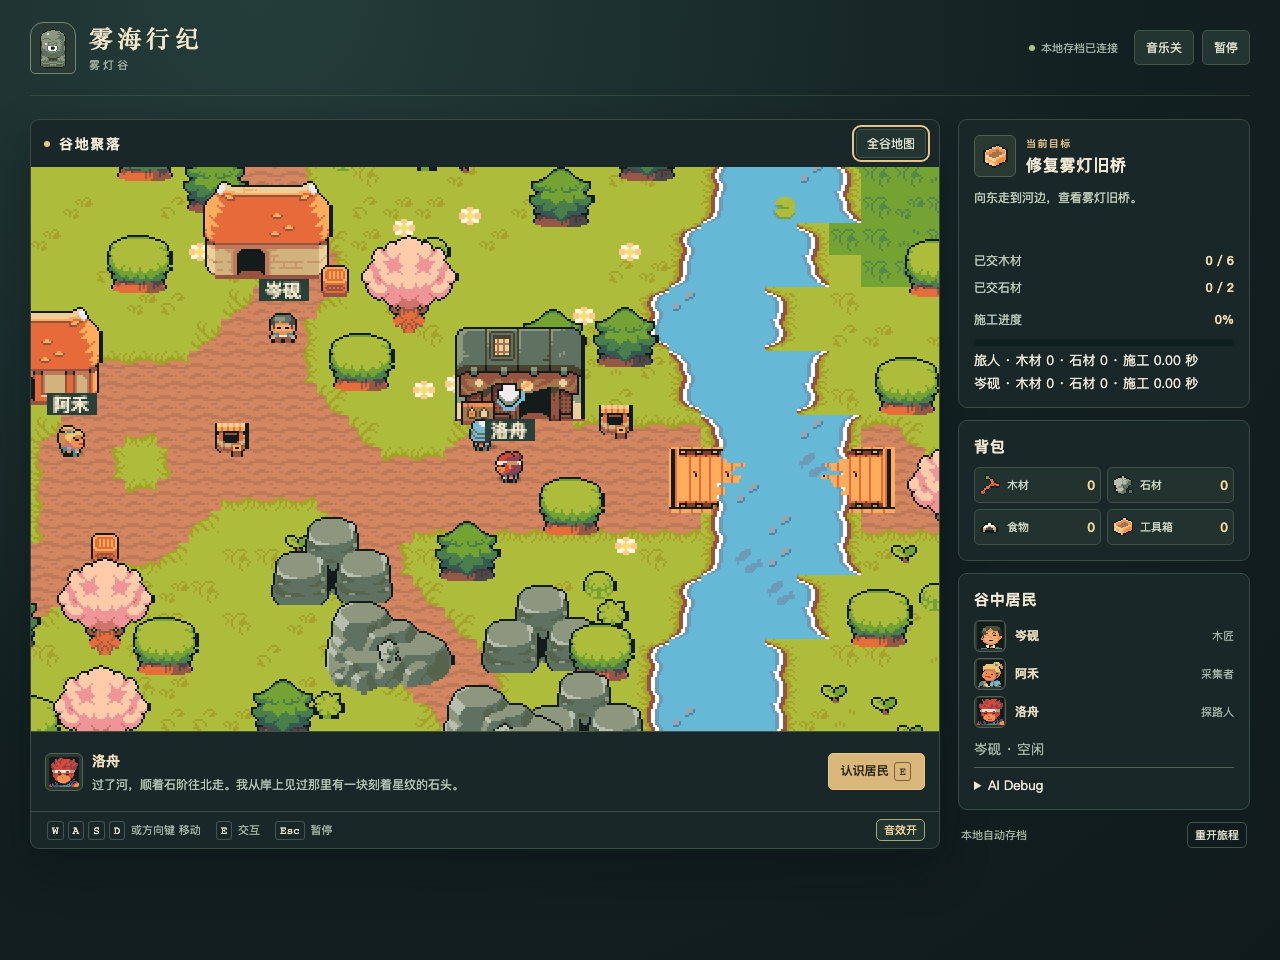 雾海行纪
雾灯谷
本地存档已连接
音乐关
暂停
谷地聚落
全谷地图
岑砚
阿禾
洛舟
洛舟
过了河，顺着石阶往北走。我从岸上见过那里有一块刻着星纹的石头。
认识居民 E
W A S D 或方向键 移动 E 交互 Esc 暂停
音效开
当前目标
修复雾灯旧桥
向东走到河边，查看雾灯旧桥。
已交木材 0 / 6
已交石材 0 / 2
施工进度 0%
旅人 · 木材 0 · 石材 0 · 施工 0.00 秒
岑砚 · 木材 0 · 石材 0 · 施工 0.00 秒
背包
木材 0 石材 0
食物 0 工具箱 0
谷中居民
岑砚 木匠
阿禾 采集者
洛舟 探路人
岑砚 · 空闲
AI Debug
本地自动存档
重开旅程